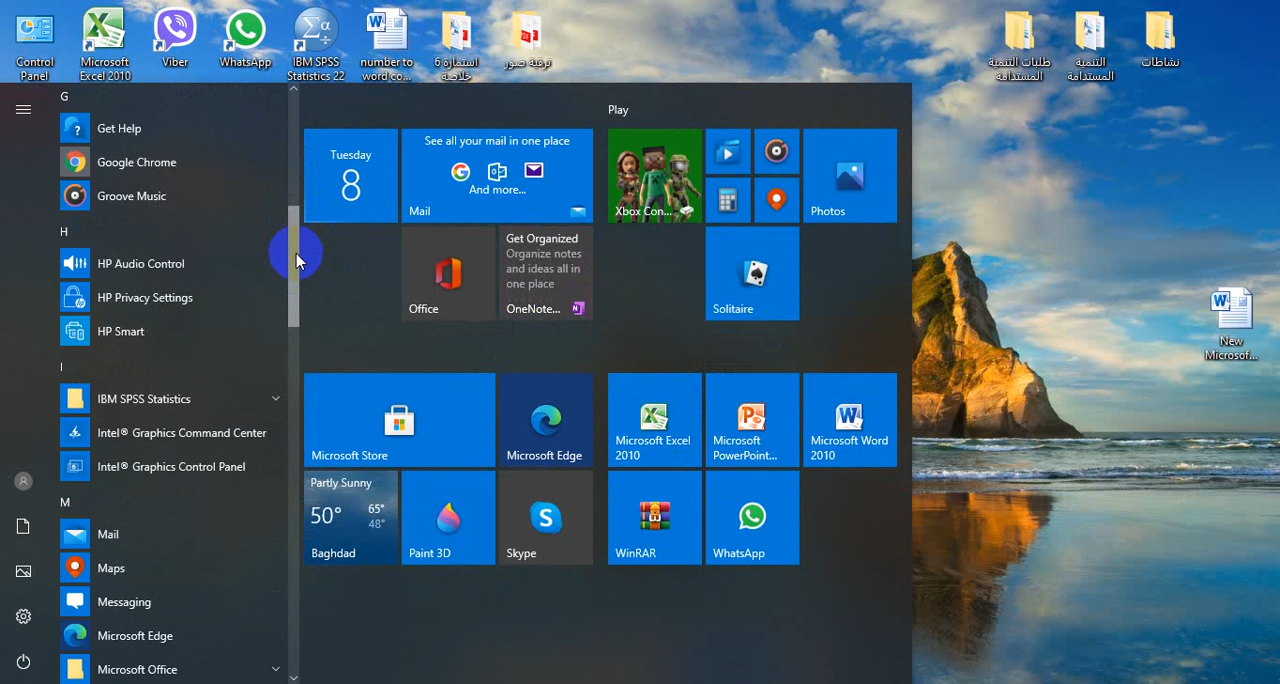 Control
Panel
Microsoft
Excel 2010
Viber
WhatsApp
IBM SPSS
Statistics 22
number to
word co...
استمارة 6
خلاصة
ترقية صور
طلبات التنمية
المستدامة
التنمية
المستدامة
نشاطات
G
Get Help
Google Chrome
Groove Music
H
HP Audio Control
HP Privacy Settings
HP Smart
I
IBM SPSS Statistics
Intel® Graphics Command Center
Intel® Graphics Control Panel
M
Mail
Maps
Messaging
Microsoft Edge
Microsoft Office
Tuesday
8
See all your mail in one place
And more...
Mail
Office
Get Organized
Organize notes
and ideas all in
one place
OneNote...
Play
Xbox Con...
Photos
Solitaire
Microsoft Store
Microsoft Edge
Partly Sunny
50°
65°
48°
Baghdad
Paint 3D
Skype
Microsoft Excel
2010
Microsoft
PowerPoint...
Microsoft Word
2010
WinRAR
WhatsApp
New
Microsof...